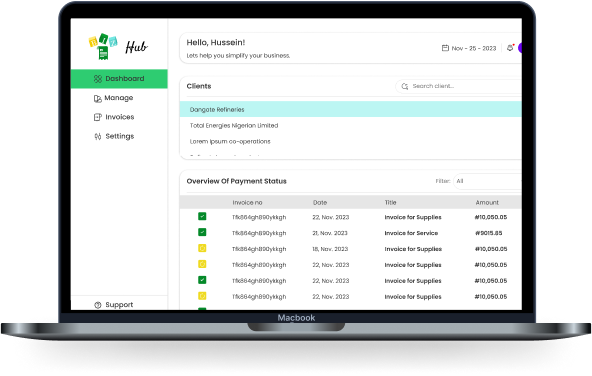 Hub
Hello, Hussein!
Lets help you simplify your business.
Nov - 25 - 2023
Dashboard
Manage
Invoices
Settings
Support
Clients
Search client...
Dangote Refineries
Total Energies Nigerian Limited
Lorem ipsum co-operations
Overview Of Payment Status
Filter: All
Invoice no Date Title Amount
Tfk864gh890ykkgh 22, Nov. 2023 Invoice for Supplies ₦10,050.05
Tfk864gh890ykkgh 21, Nov. 2023 Invoice for Service ₦9015.85
Tfk864gh890ykkgh 18, Nov. 2023 Invoice for Supplies ₦10,050.05
Tfk864gh890ykkgh 22, Nov. 2023 Invoice for Supplies ₦10,050.05
Tfk864gh890ykkgh 22, Nov. 2023 Invoice for Supplies ₦10,050.05
Tfk864gh890ykkgh 22, Nov. 2023 Invoice for Supplies ₦10,050.05
Macbook